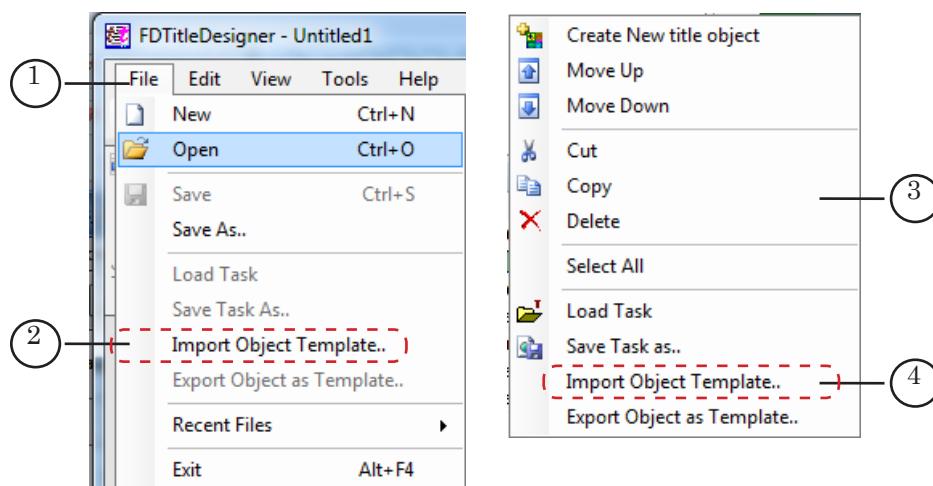 FDTitleDesigner - Untitled1
1
File Edit View Tools Help
New Ctrl+N
Open Ctrl+O
Save Ctrl+S
Save As..
Load Task
Save Task As..
2
Import Object Template..
Export Object as Template..
Recent Files
Exit Alt+F4
Create New title object
Move Up
Move Down
Cut
Copy
3
Delete
Select All
Load Task
Save Task as..
Import Object Template..
4
Export Object as Template..